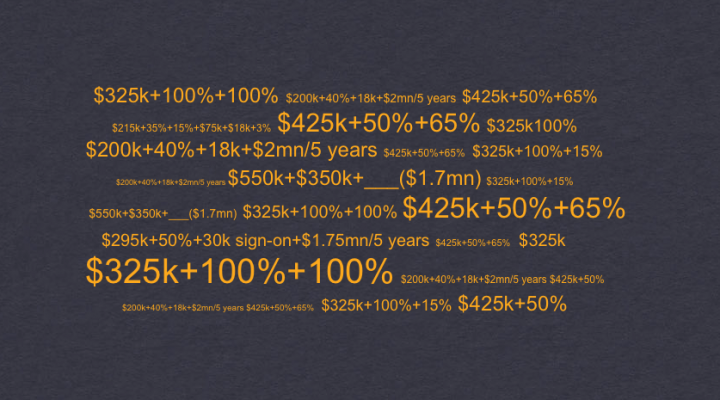 $325k+100%+100% $200k+40%+18k+$2mn/5 years $425k+50%+65%
$215k+35%+15%+$75k+$18k+3% $425k+50%+65% $325k100%
$200k+40%+18k+$2mn/5 years $425k+50%+65% $325k+100%+15%
$200k+40%+18k+$2mn/5 years $550k+$350k+___($1.7mn) $325k+100%+15%
$550k+$350k+___($1.7mn) $325k+100%+100% $425k+50%+65%
$295k+50%+30k sign-on+$1.75mn/5 years $425k+50%+65% $325k
$325k+100%+100% $200k+40%+18k+$2mn/5 years $425k+50%
$200k+40%+18k+$2mn/5 years $425k+50%+65% $325k+100%+15% $425k+50%